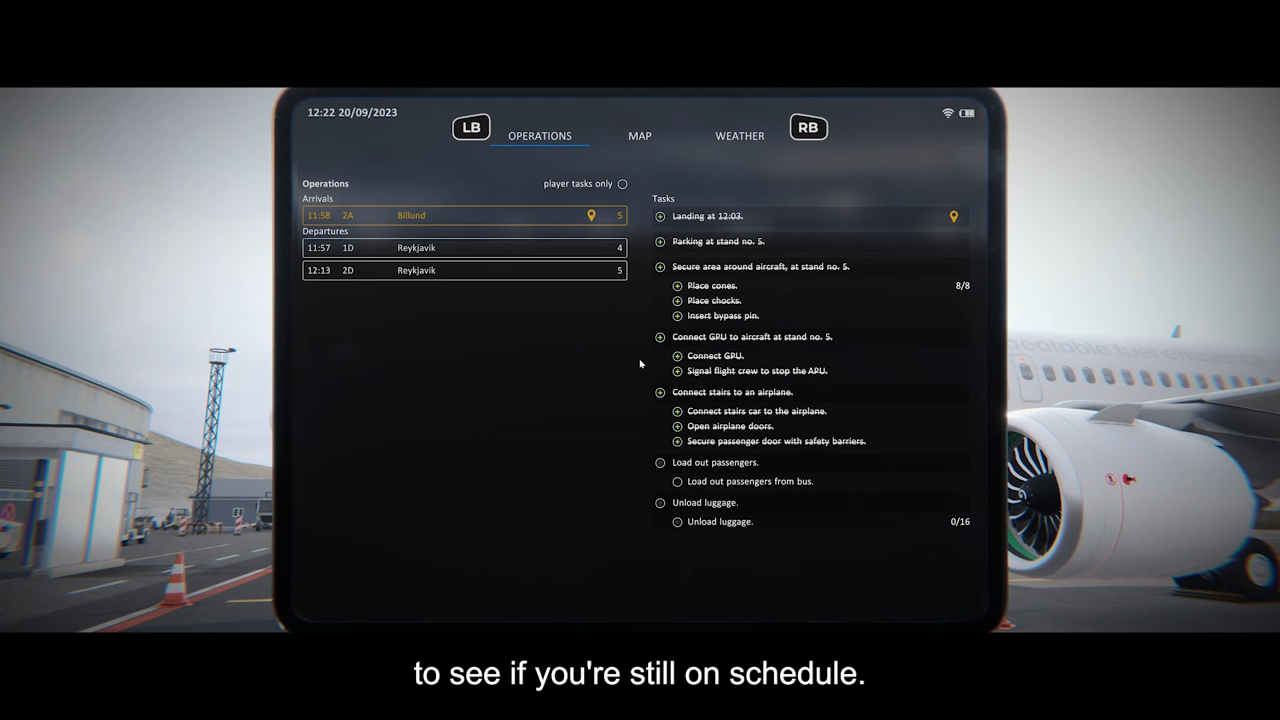 12:22 20/09/2023
LB
OPERATIONS
MAP
WEATHER
RB
Operations
player tasks only
Arrivals
11:58 2A Billund 5
Departures
11:57 1D Reykjavik 4
12:13 2D Reykjavik 5
Tasks
Landing at 12:03.
Parking at stand no. 5.
Secure area around aircraft, at stand no. 5.
Place cones. 8/8
Place chocks.
Insert bypass pin.
Connect GPU to aircraft at stand no. 5.
Connect GPU.
Signal flight crew to stop the APU.
Connect stairs to an airplane.
Connect stairs car to the airplane.
Open airplane doors.
Secure passenger door with safety barriers.
Load out passengers.
Load out passengers from bus.
Unload luggage.
Unload luggage. 0/16
to see if you're still on schedule.